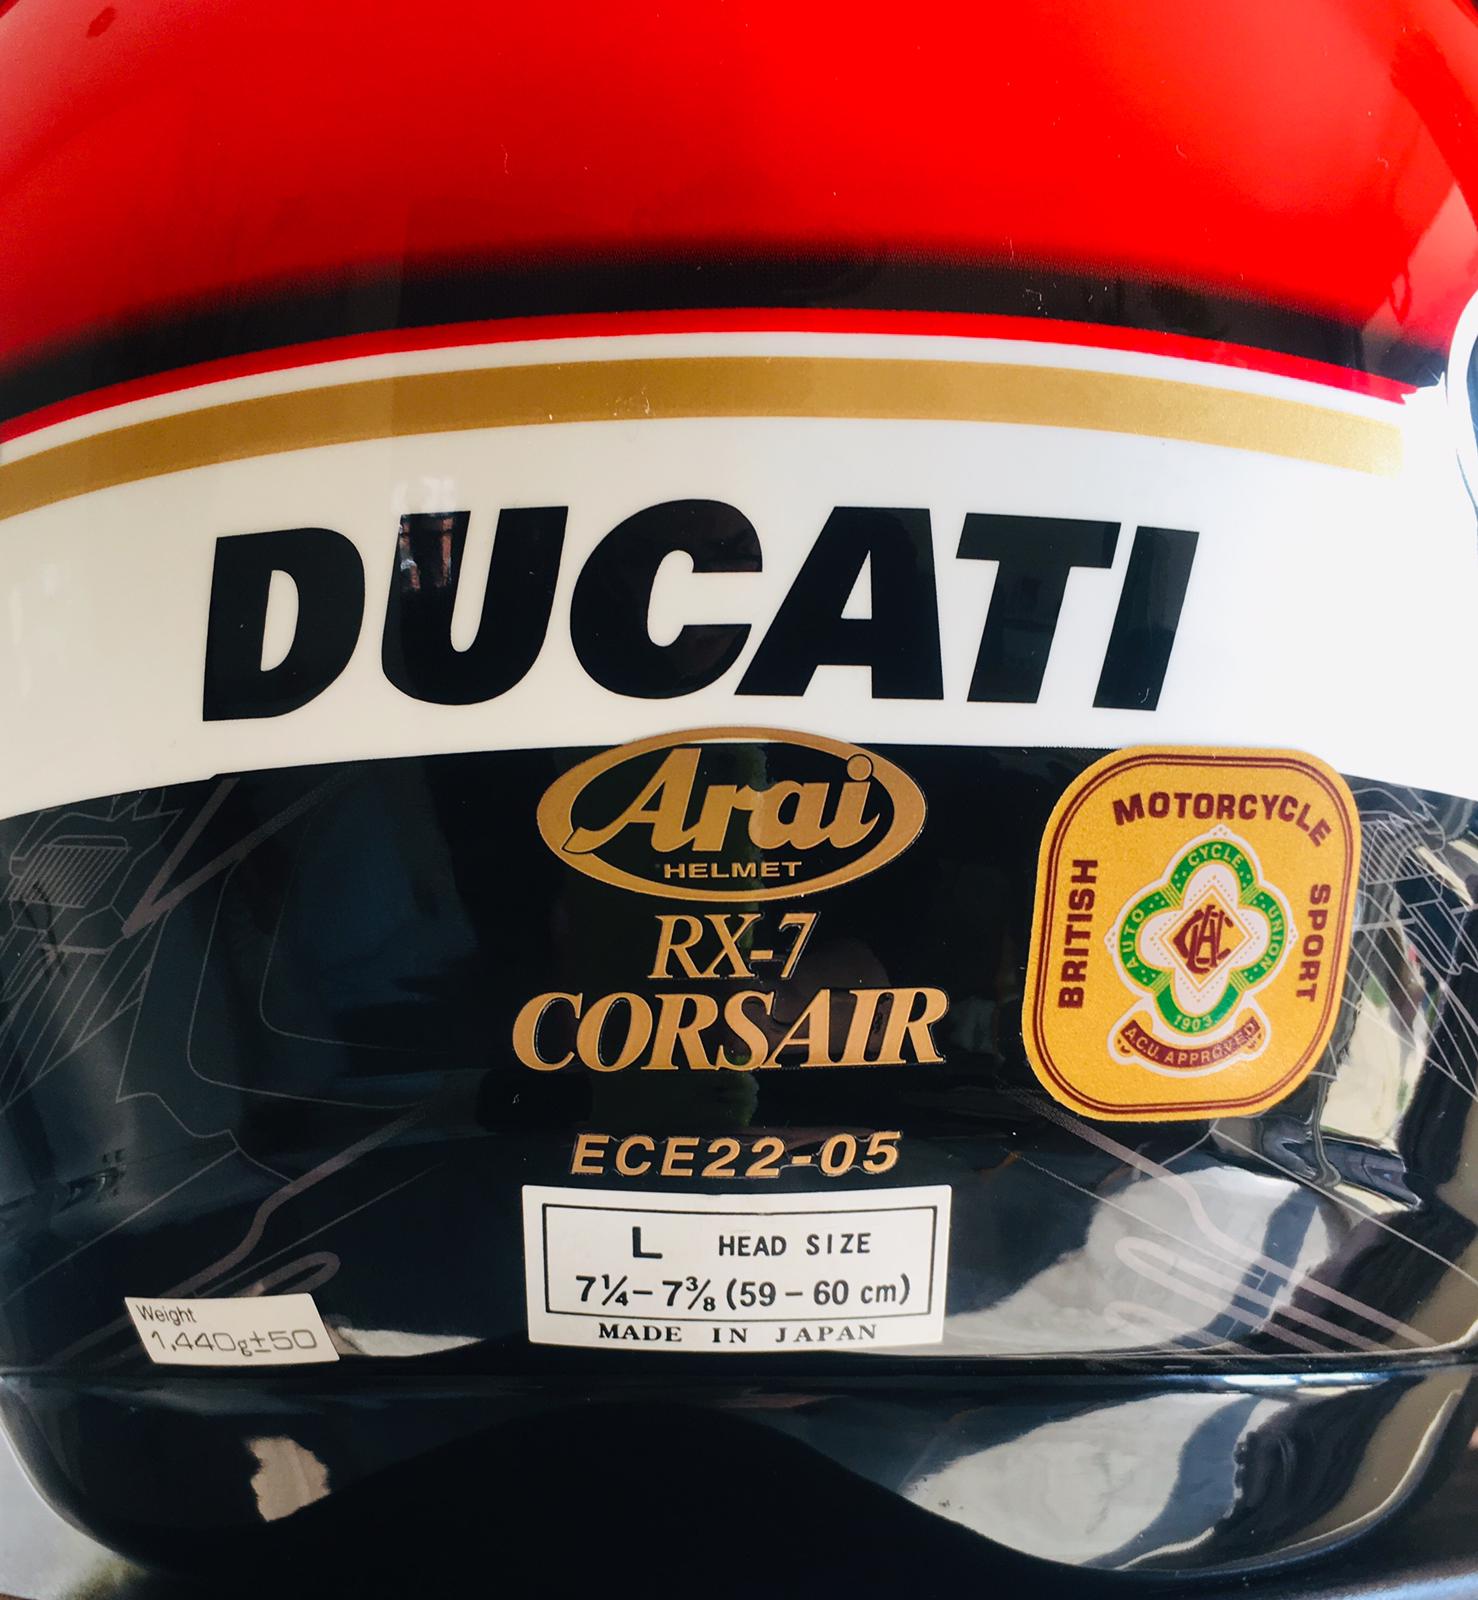 DUCATI
Arai
HELMET
RX-7
CORSAIR
ECE22-05
L HEAD SIZE
7¼–7⅜ (59–60 cm)
MADE IN JAPAN
Weight
1,440g±50
BRITISH
MOTORCYCLE
SPORT
AUTO
CYCLE
UNION
ACU
1903
A.C.U. APPROVED